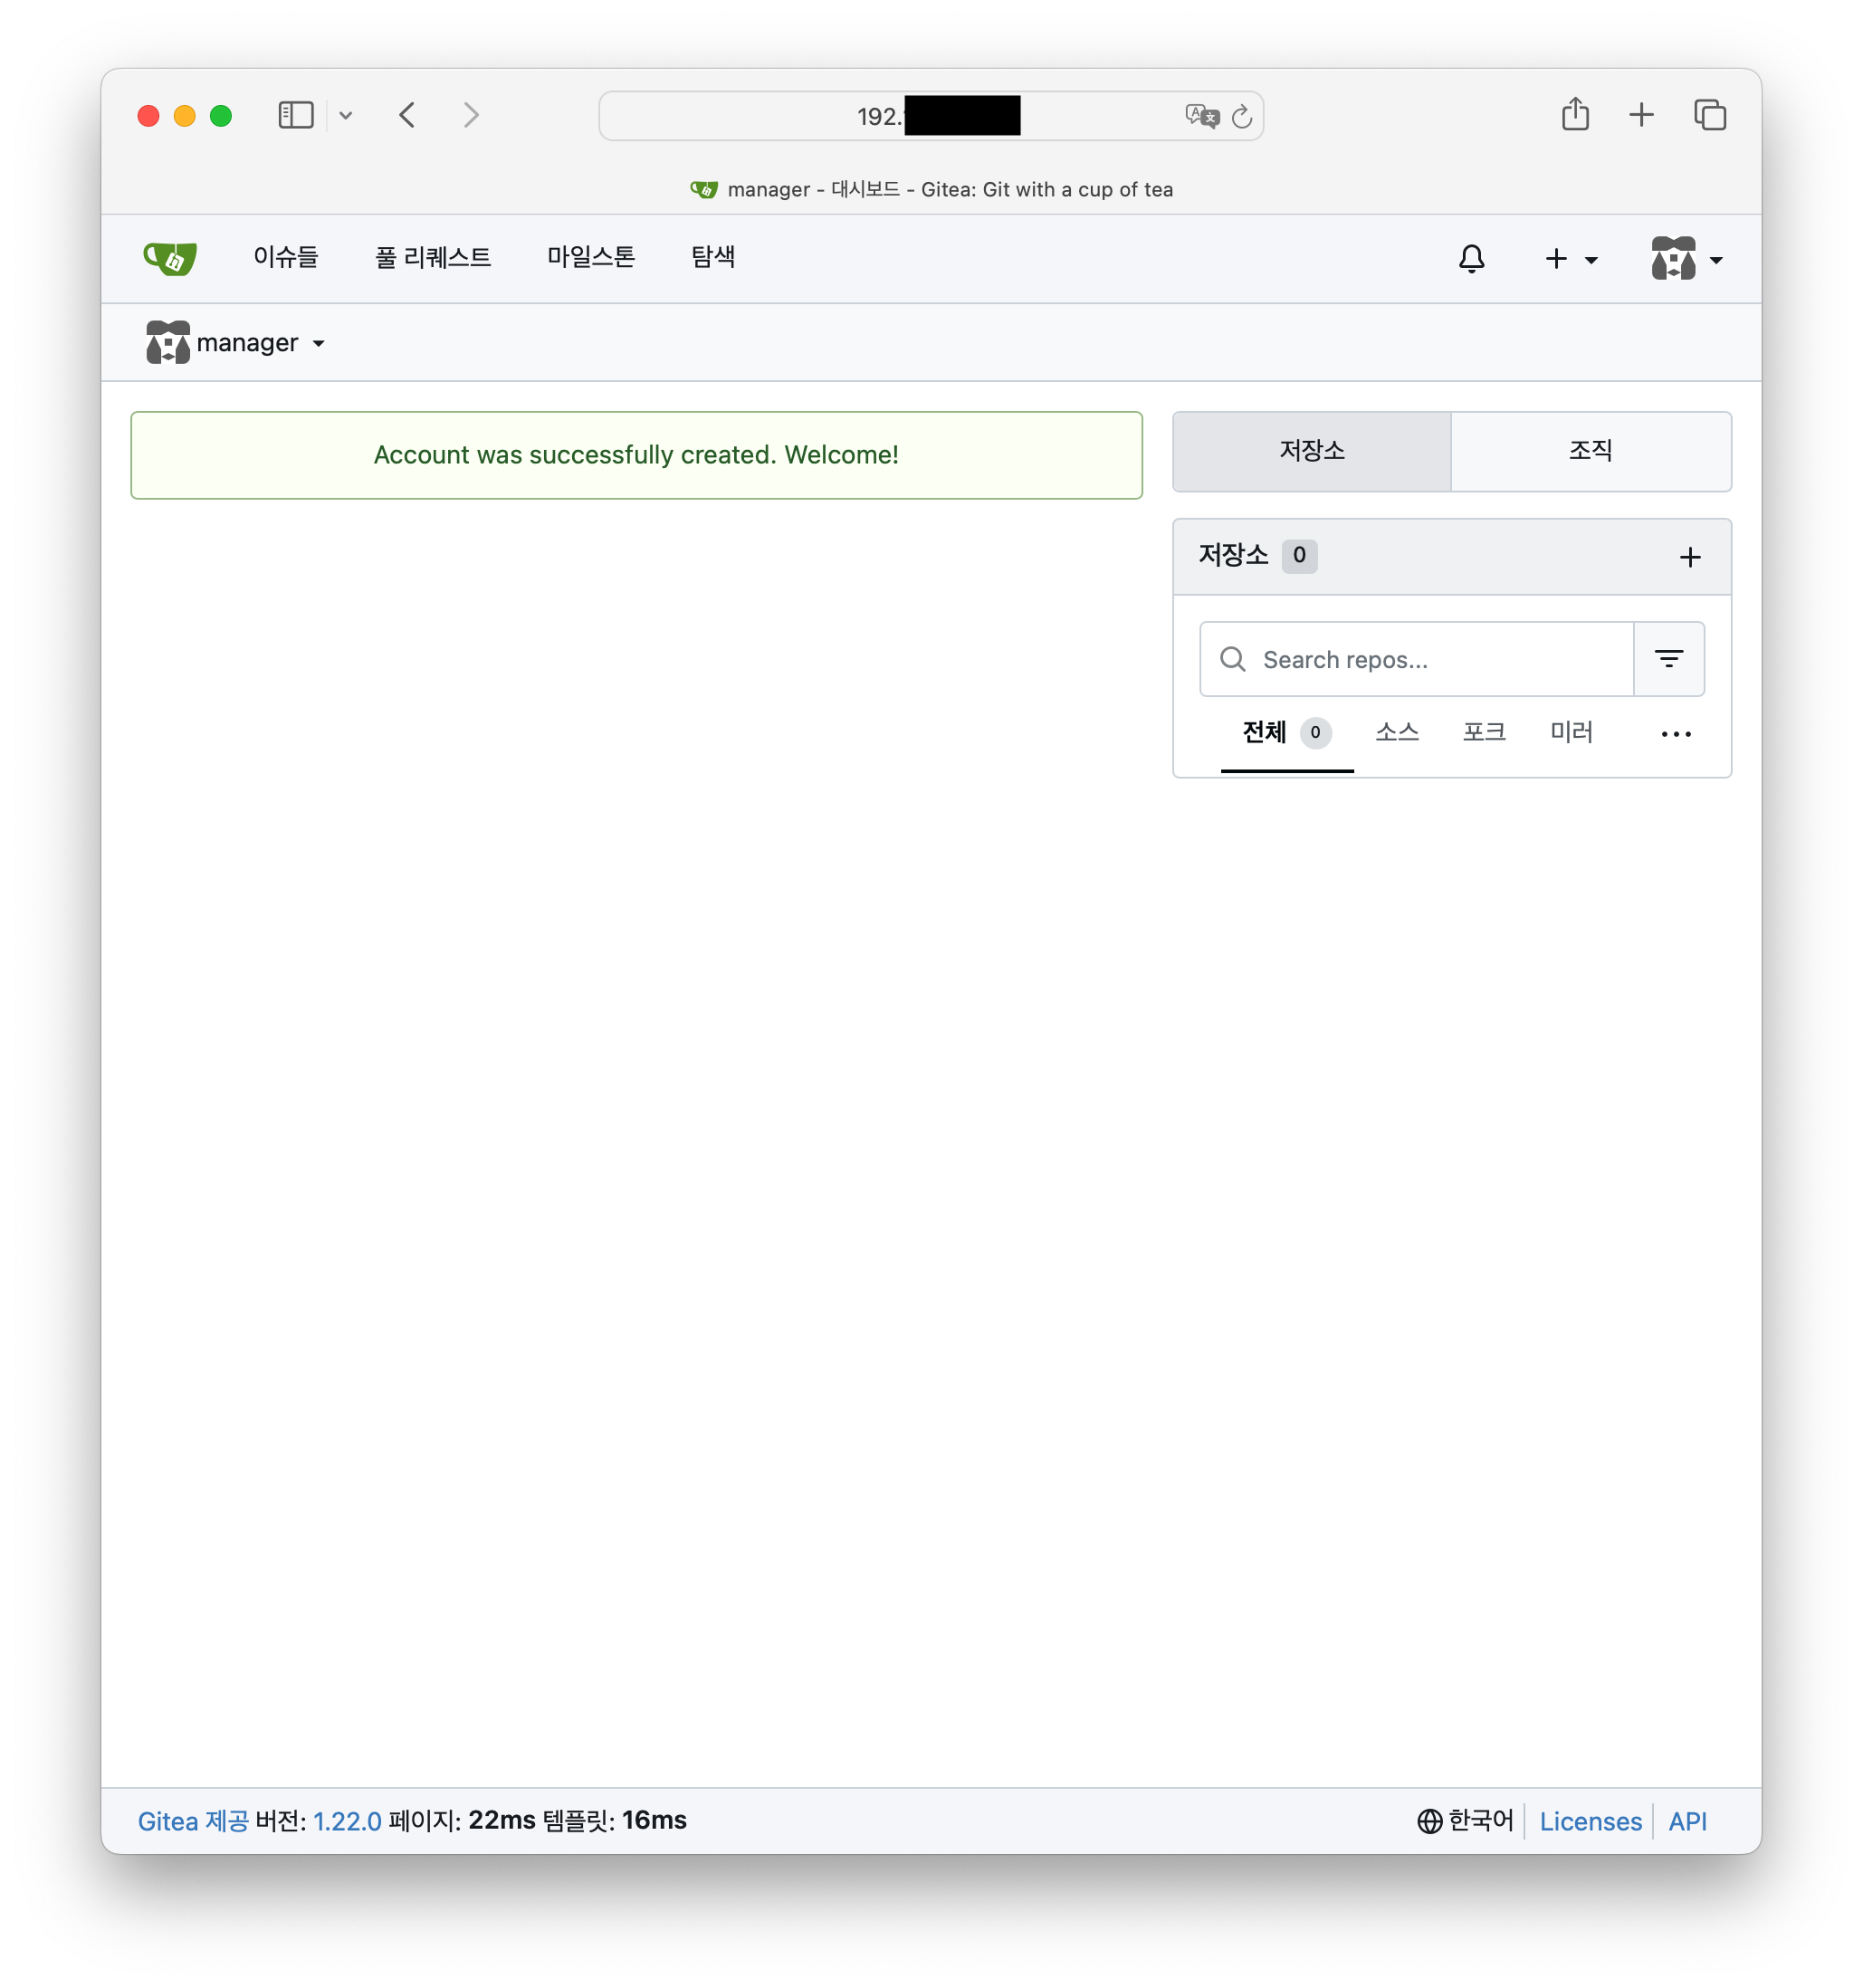 192.
manager - 대시보드 - Gitea: Git with a cup of tea
이슈들 풀 리퀘스트 마일스톤 탐색
manager
Account was successfully created. Welcome!
저장소 조직
저장소 0
Search repos...
전체 0 소스 포크 미러
Gitea 제공 버전: 1.22.0 페이지: 22ms 템플릿: 16ms
한국어 Licenses API